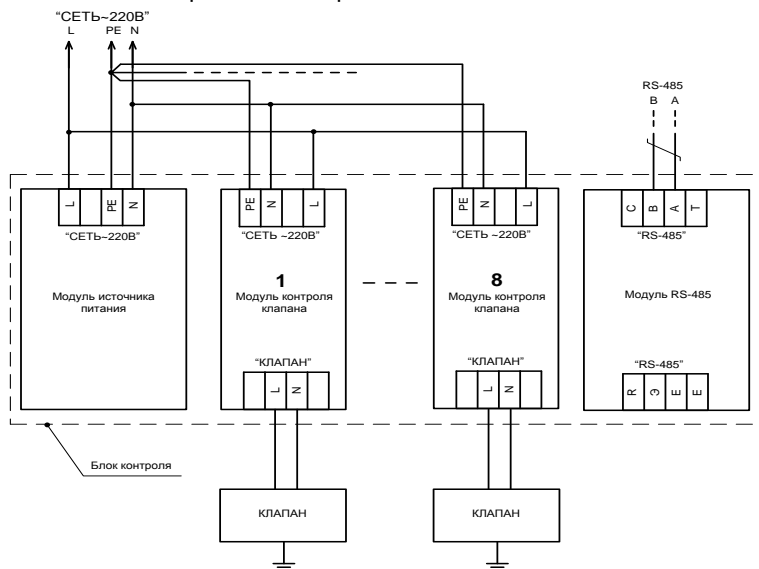 “СЕТЬ~220В”
L PE N
RS-485
B A
L PE N
PE N L
PE N L
C B A T
“СЕТЬ~220В”
“СЕТЬ ~220В”
“СЕТЬ ~220В”
“RS-485”
Модуль источника
питания
1
Модуль контроля
клапана
8
Модуль контроля
клапана
Модуль RS-485
“КЛАПАН”
“КЛАПАН”
“RS-485”
L N
L N
R Э E E
Блок контроля
КЛАПАН
КЛАПАН